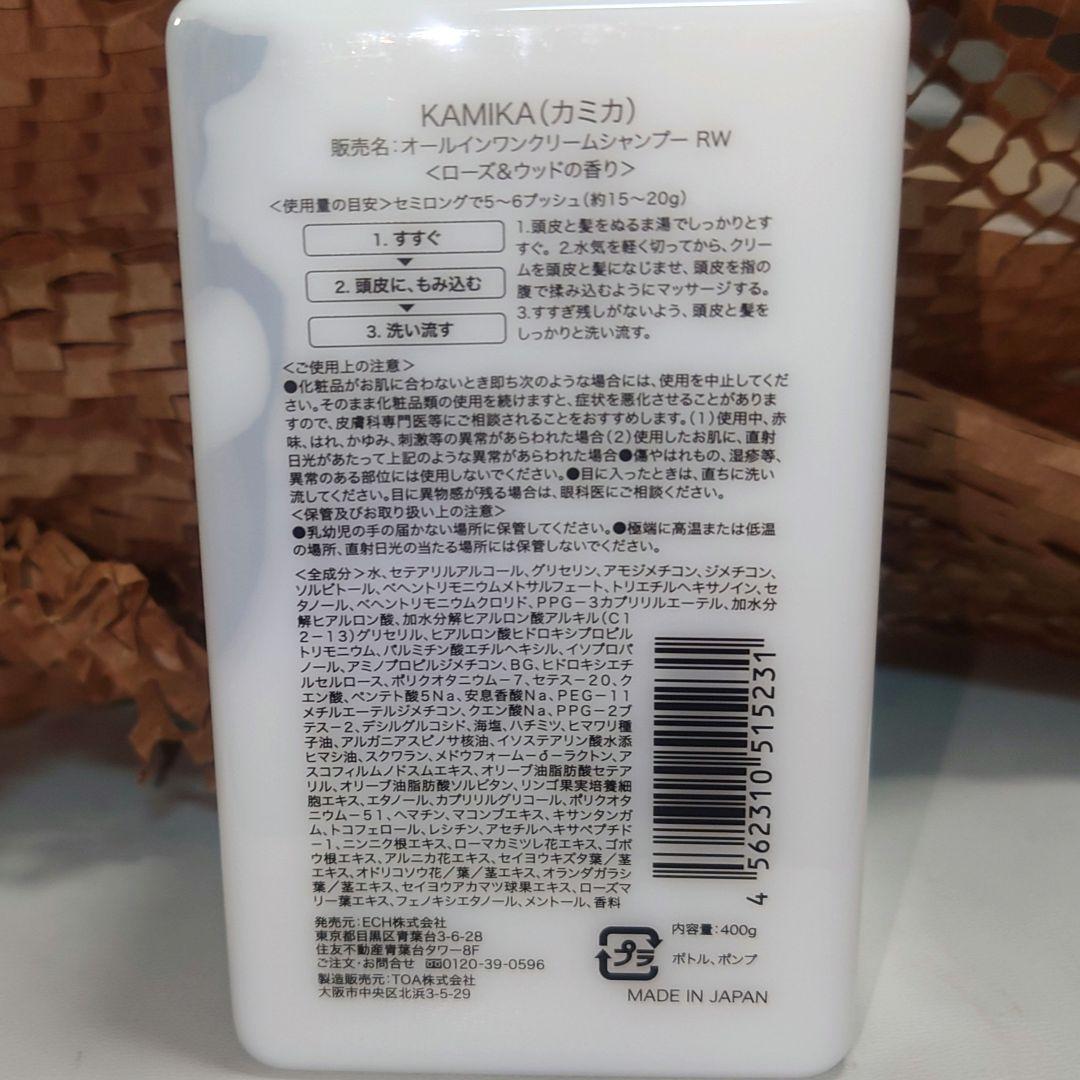 KAMIKA(カミカ)
販売名:オールインワンクリームシャンプー RW
<ローズ&ウッドの香り>
<使用量の目安>セミロングで5〜6プッシュ(約15〜20g)
1. すすぐ
2. 頭皮に、もみ込む
3. 洗い流す
1.頭皮と髪をぬるま湯でしっかりとす
すぐ。2.水気を軽く切ってから、クリー
ムを頭皮と髪になじませ、頭皮を指の
腹で揉み込むようにマッサージする。
3.すすぎ残しがないよう、頭皮と髪を
しっかりと洗い流す。
<ご使用上の注意>
●化粧品がお肌に合わないとき即ち次のような場合には、使用を中止してくだ
さい。そのまま化粧品類の使用を続けますと、症状を悪化させることがありま
すので、皮膚科専門医等にご相談されることをおすすめします。(1)使用中、赤
味、はれ、かゆみ、刺激等の異常があらわれた場合(2)使用したお肌に、直射
日光があたって上記のような異常があらわれた場合●傷やはれもの、湿疹等、
異常のある部位には使用しないでください。●目に入ったときは、直ちに洗い
流してください。目に異物感が残る場合は、眼科医にご相談ください。
<保管及びお取り扱い上の注意>
●乳幼児の手の届かない場所に保管してください。●極端に高温または低温
の場所、直射日光の当たる場所には保管しないでください。
<全成分>水、セテアリルアルコール、グリセリン、アモジメチコン、ジメチコン、
ソルビトール、ベヘントリモニウムメトサルフェート、トリエチルヘキサノイン、セ
タノール、ベヘントリモニウムクロリド、PPG-3カプリリルエーテル、加水分
解ヒアルロン酸、加水分解ヒアルロン酸アルキル(C1
2-13)グリセリル、ヒアルロン酸ヒドロキシプロピル
トリモニウム、パルミチン酸エチルヘキシル、イソプロパ
ノール、アミノプロピルジメチコン、BG、ヒドロキシエチ
ルセルロース、ポリクオタニウム-7、セテス-20、ク
エン酸、ペンテト酸5Na、安息香酸Na、PEG-11
メチルエーテルジメチコン、クエン酸Na、PPG-2ブ
テス-2、デシルグルコシド、海塩、ハチミツ、ヒマワリ種
子油、アルガニアスピノサ核油、イソステアリン酸水添
ヒマシ油、スクワラン、メドウフォーム-δ-ラクトン、ア
スコフィルムノドスムエキス、オリーブ油脂肪酸セテア
リル、オリーブ油脂肪酸ソルビタン、リンゴ果実培養細
胞エキス、エタノール、カプリリルグリコール、ポリクオタ
ニウム-51、ヘマチン、マコンブエキス、キサンタンガ
ム、トコフェロール、レシチン、アセチルヘキサペプチド
-1、ニンニク根エキス、ローマカミツレ花エキス、ゴボ
ウ根エキス、アルニカ花エキス、セイヨウキズタ葉/茎
エキス、オドリコソウ花/葉/茎エキス、オランダガラシ
葉/茎エキス、セイヨウアカマツ球果エキス、ローズマ
リー葉エキス、フェノキシエタノール、メントール、香料
4 562310 515231
発売元:ECH株式会社
東京都目黒区青葉台3-6-28
住友不動産青葉台タワー8F
ご注文・お問合せ 0120-39-0596
製造販売元:TOA株式会社
大阪市中央区北浜3-5-29
プラ
内容量:400g
ボトル、ポンプ
MADE IN JAPAN